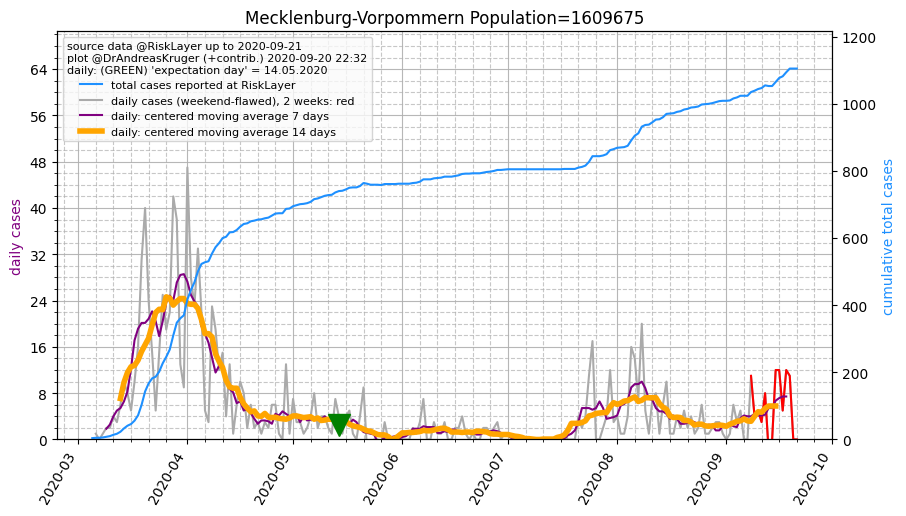 Mecklenburg-Vorpommern Population=1609675
source data @RiskLayer up to 2020-09-21
plot @DrAndreasKruger (+contrib.) 2020-09-20 22:32
daily: (GREEN) 'expectation day' = 14.05.2020
total cases reported at RiskLayer
daily cases (weekend-flawed), 2 weeks: red
daily: centered moving average 7 days
daily: centered moving average 14 days
daily cases
64
56
48
40
32
24
16
8
0
cumulative total cases
1200
1000
800
600
400
200
0
2020-03
2020-04
2020-05
2020-06
2020-07
2020-08
2020-09
2020-10